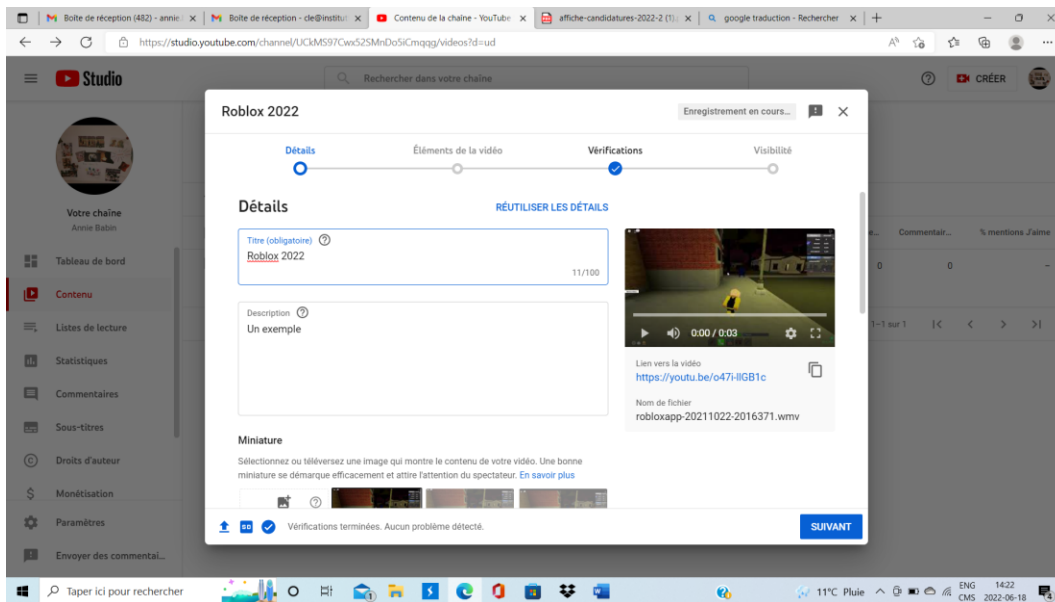 Boîte de réception (482) - annie
Boîte de réception - cle@institut
Contenu de la chaîne - YouTube
affiche-candidatures-2022-2 (1).
google traduction - Rechercher
https://studio.youtube.com/channel/UCkMS97Cwx52SMnDo5iCmqqg/videos?d=ud
Studio
Rechercher dans votre chaîne
CRÉER
Roblox 2022
Enregistrement en cours...
Détails
Éléments de la vidéo
Vérifications
Visibilité
Détails
RÉUTILISER LES DÉTAILS
Titre (obligatoire)
Roblox 2022
11/100
Description
Un exemple
0:00 / 0:03
Lien vers la vidéo
https://youtu.be/o47i-llGB1c
Nom de fichier
robloxapp-20211022-2016371.wmv
Miniature
Sélectionnez ou téléversez une image qui montre le contenu de votre vidéo. Une bonne
miniature se démarque efficacement et attire l'attention du spectateur. En savoir plus
SD
Vérifications terminées. Aucun problème détecté.
SUIVANT
Votre chaîne
Annie Babin
Tableau de bord
Contenu
Listes de lecture
Statistiques
Commentaires
Sous-titres
Droits d'auteur
Monétisation
Paramètres
Envoyer des commentai...
Commentair...
% mentions J'aime
0
0
–
1–1 sur 1
Taper ici pour rechercher
11°C Pluie
ENG
CMS
14:22
2022-06-18
4